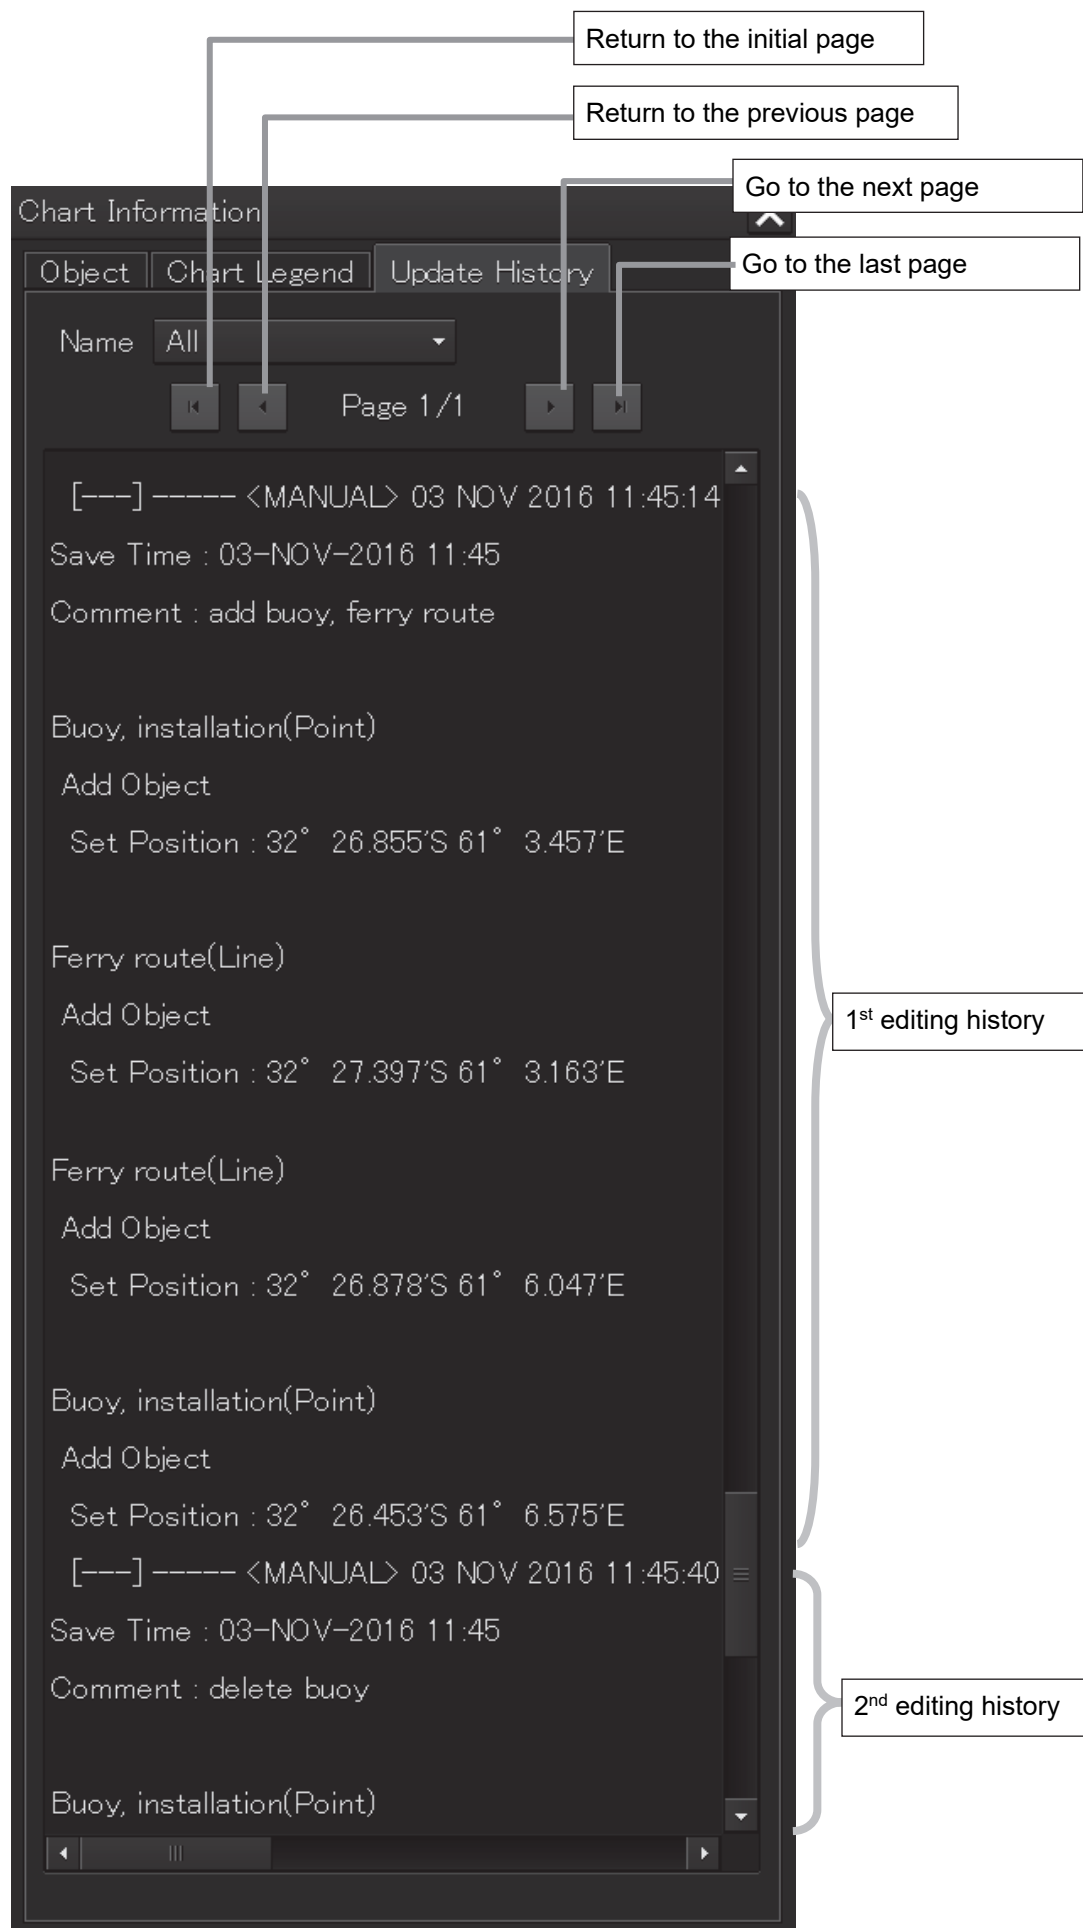 Return to the initial page
Return to the previous page
Go to the next page
Chart Information
Go to the last page
Object Chart Legend Update History
Name All
Page 1/1
[---] ----- <MANUAL> 03 NOV 2016 11:45:14
Save Time : 03-NOV-2016 11:45
Comment : add buoy, ferry route
Buoy, installation(Point)
Add Object
Set Position : 32° 26.855'S 61° 3.457'E
Ferry route(Line)
Add Object
Set Position : 32° 27.397'S 61° 3.163'E
1st editing history
Ferry route(Line)
Add Object
Set Position : 32° 26.878'S 61° 6.047'E
Buoy, installation(Point)
Add Object
Set Position : 32° 26.453'S 61° 6.575'E
[---] ----- <MANUAL> 03 NOV 2016 11:45:40
Save Time : 03-NOV-2016 11:45
Comment : delete buoy
2nd editing history
Buoy, installation(Point)